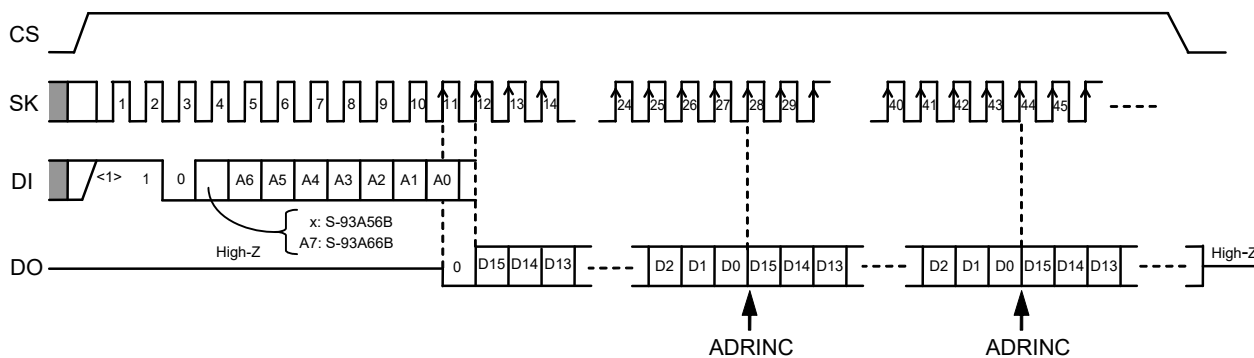 CS
SK 1 2 3 4 5 6 7 8 9 10 11 12 13 14 24 25 26 27 28 29 40 41 42 43 44 45
DI <1> 1 0 A6 A5 A4 A3 A2 A1 A0
x: S-93A56B
A7: S-93A66B
High-Z
DO 0 D15 D14 D13 D2 D1 D0 D15 D14 D13 D2 D1 D0 D15 D14 D13 High-Z
ADRINC ADRINC